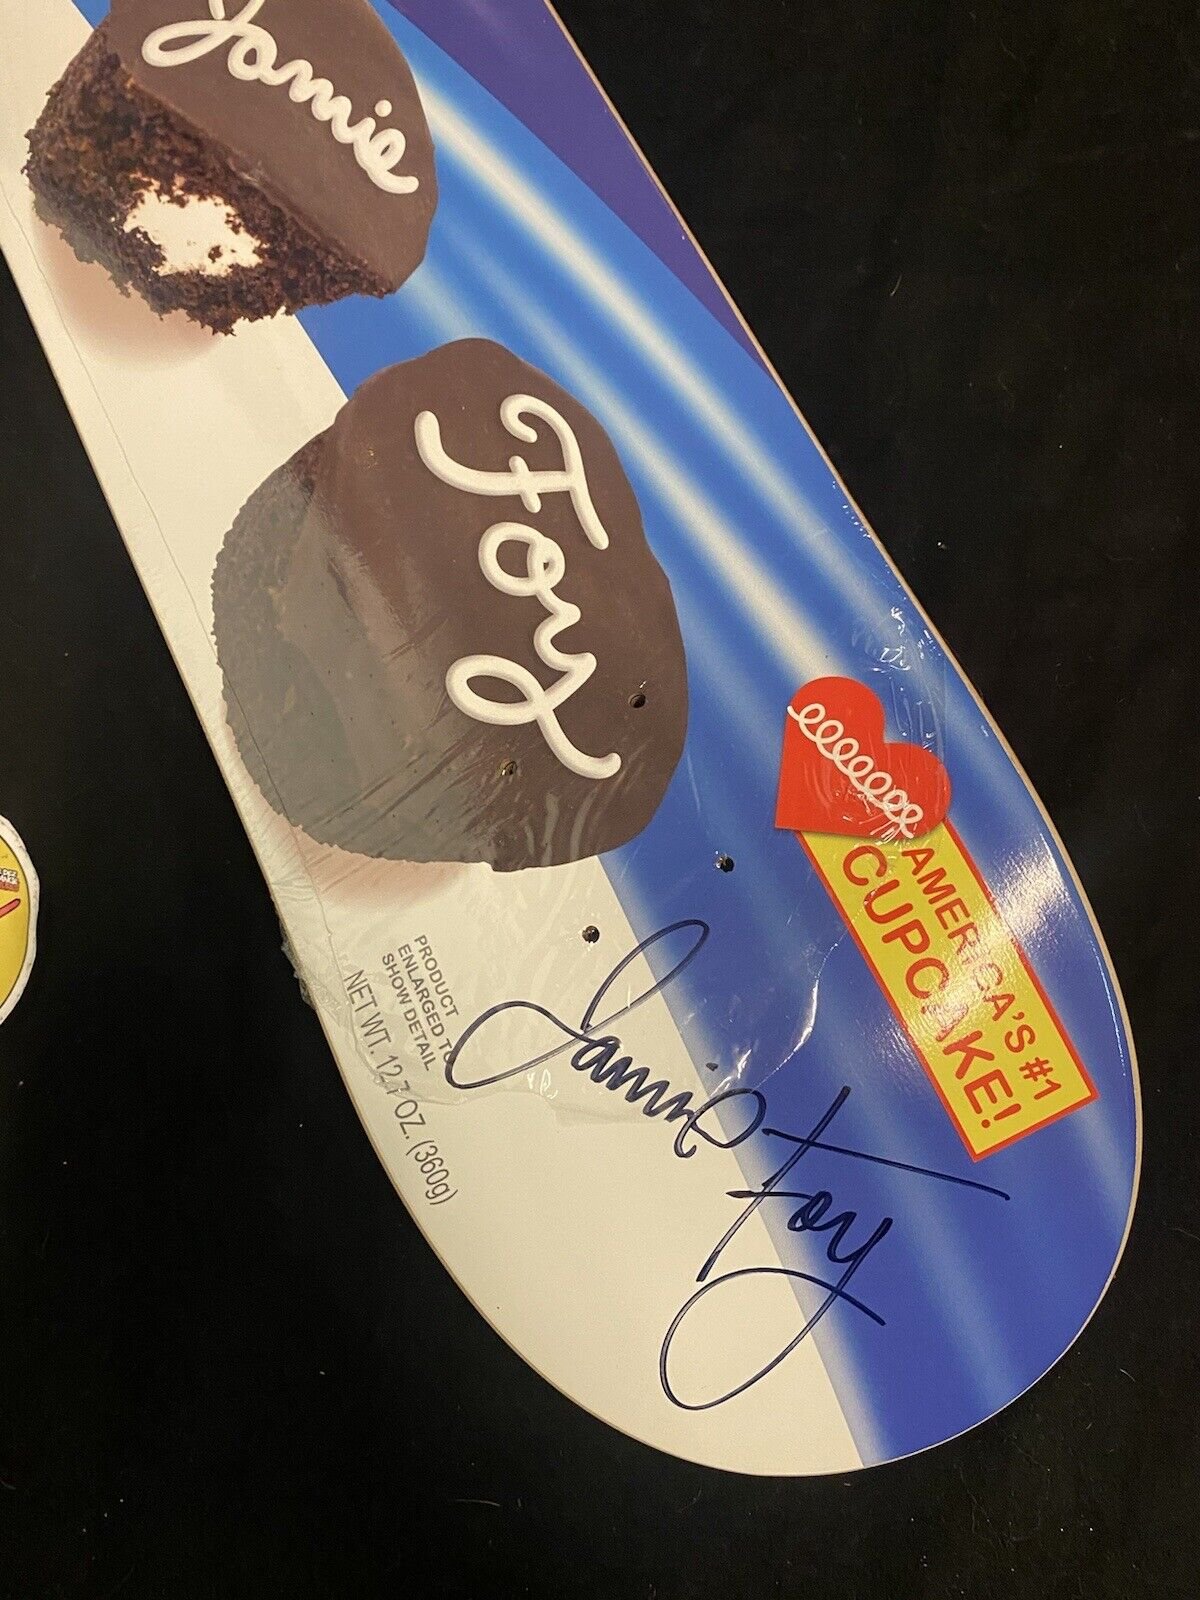 Jamie
Foy
AMERICA'S #1
CUPCAKE!
PRODUCT
ENLARGED TO
SHOW DETAIL
NET WT. 12.7 OZ. (360g)
Jamie Foy